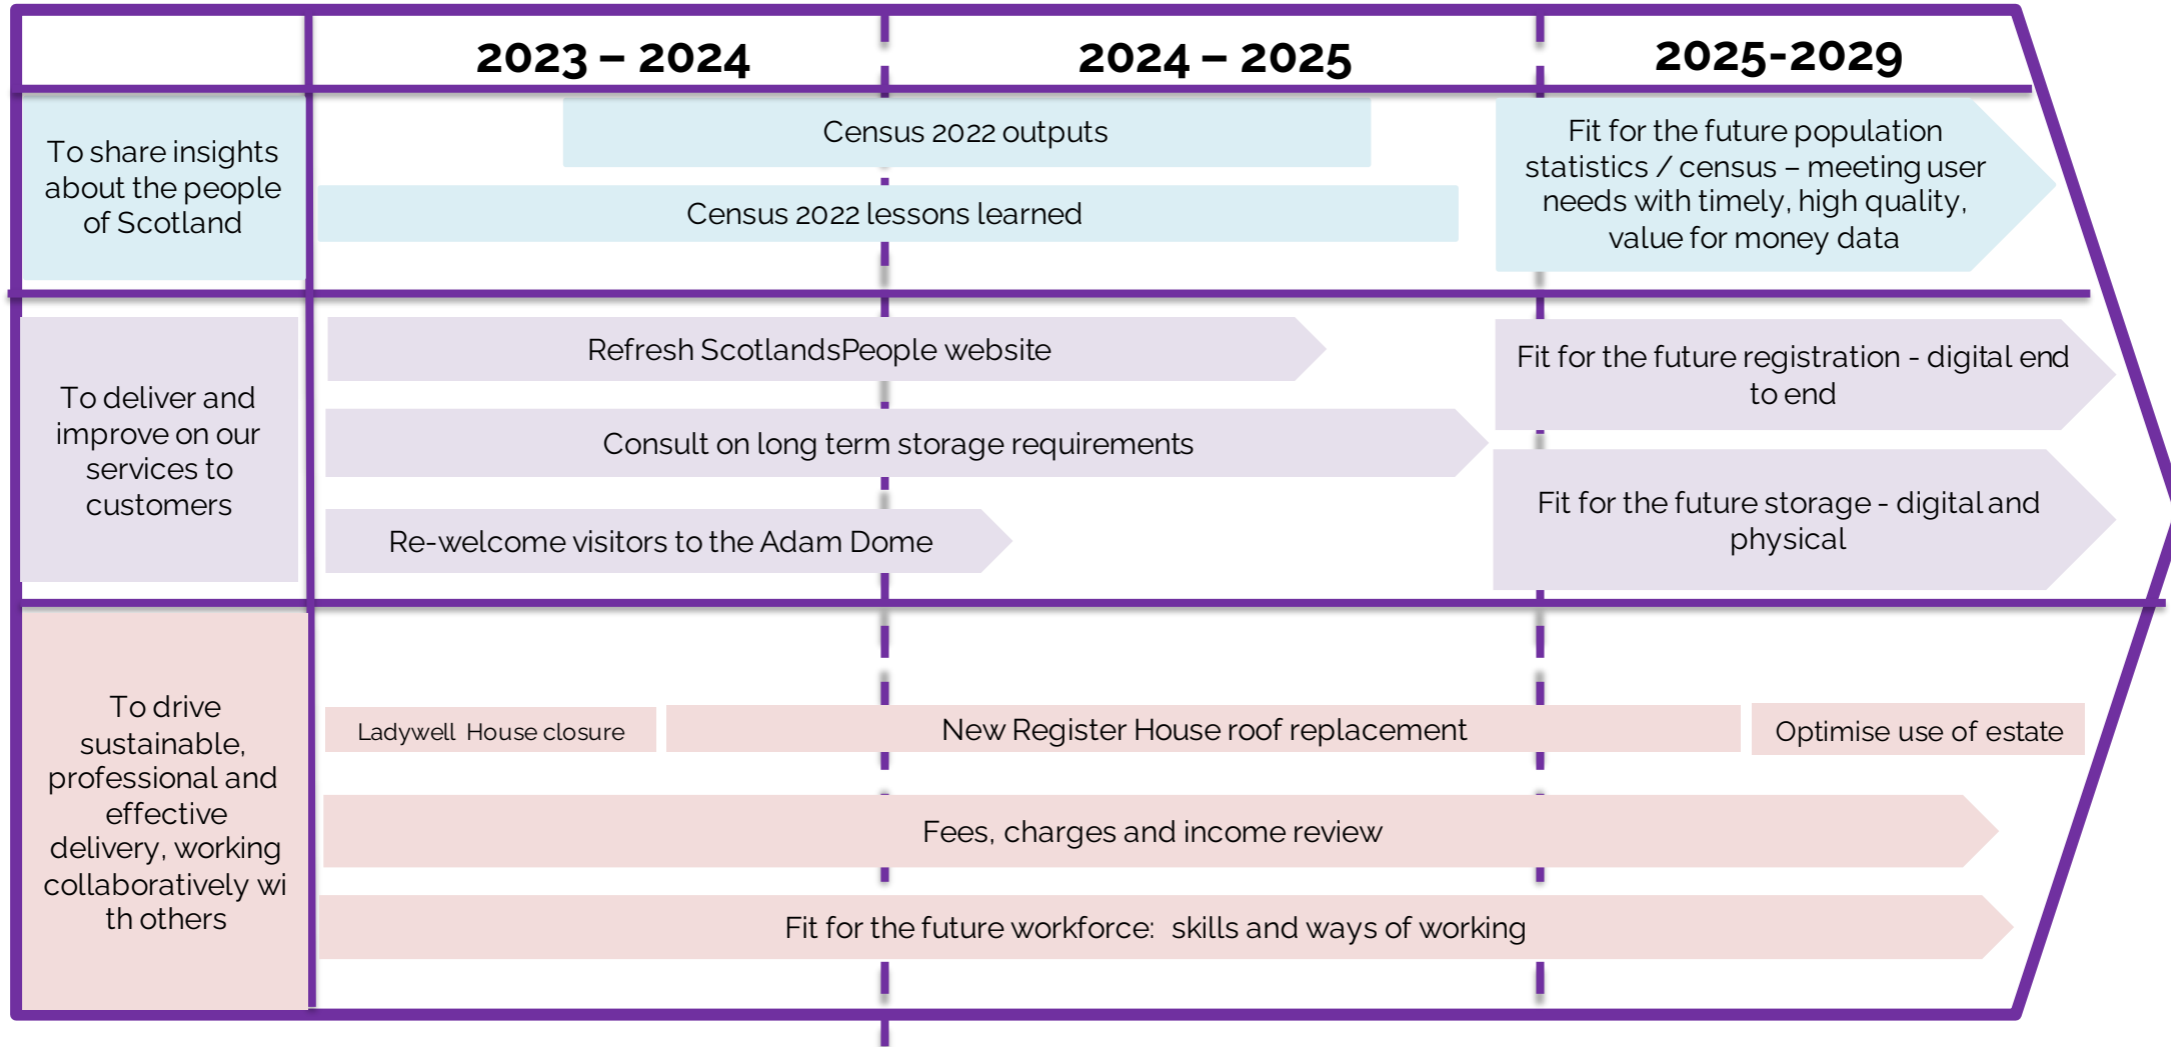 2023 – 2024
2024 – 2025
2025-2029
To share insights
about the people
of Scotland
Census 2022 outputs
Census 2022 lessons learned
Fit for the future population
statistics / census – meeting user
needs with timely, high quality,
value for money data
To deliver and
improve on our
services to
customers
Refresh ScotlandsPeople website
Consult on long term storage requirements
Re-welcome visitors to the Adam Dome
Fit for the future registration - digital end
to end
Fit for the future storage - digital and
physical
To drive
sustainable,
professional and
effective
delivery, working
collaboratively wi
th others
Ladywell House closure
New Register House roof replacement
Optimise use of estate
Fees, charges and income review
Fit for the future workforce: skills and ways of working